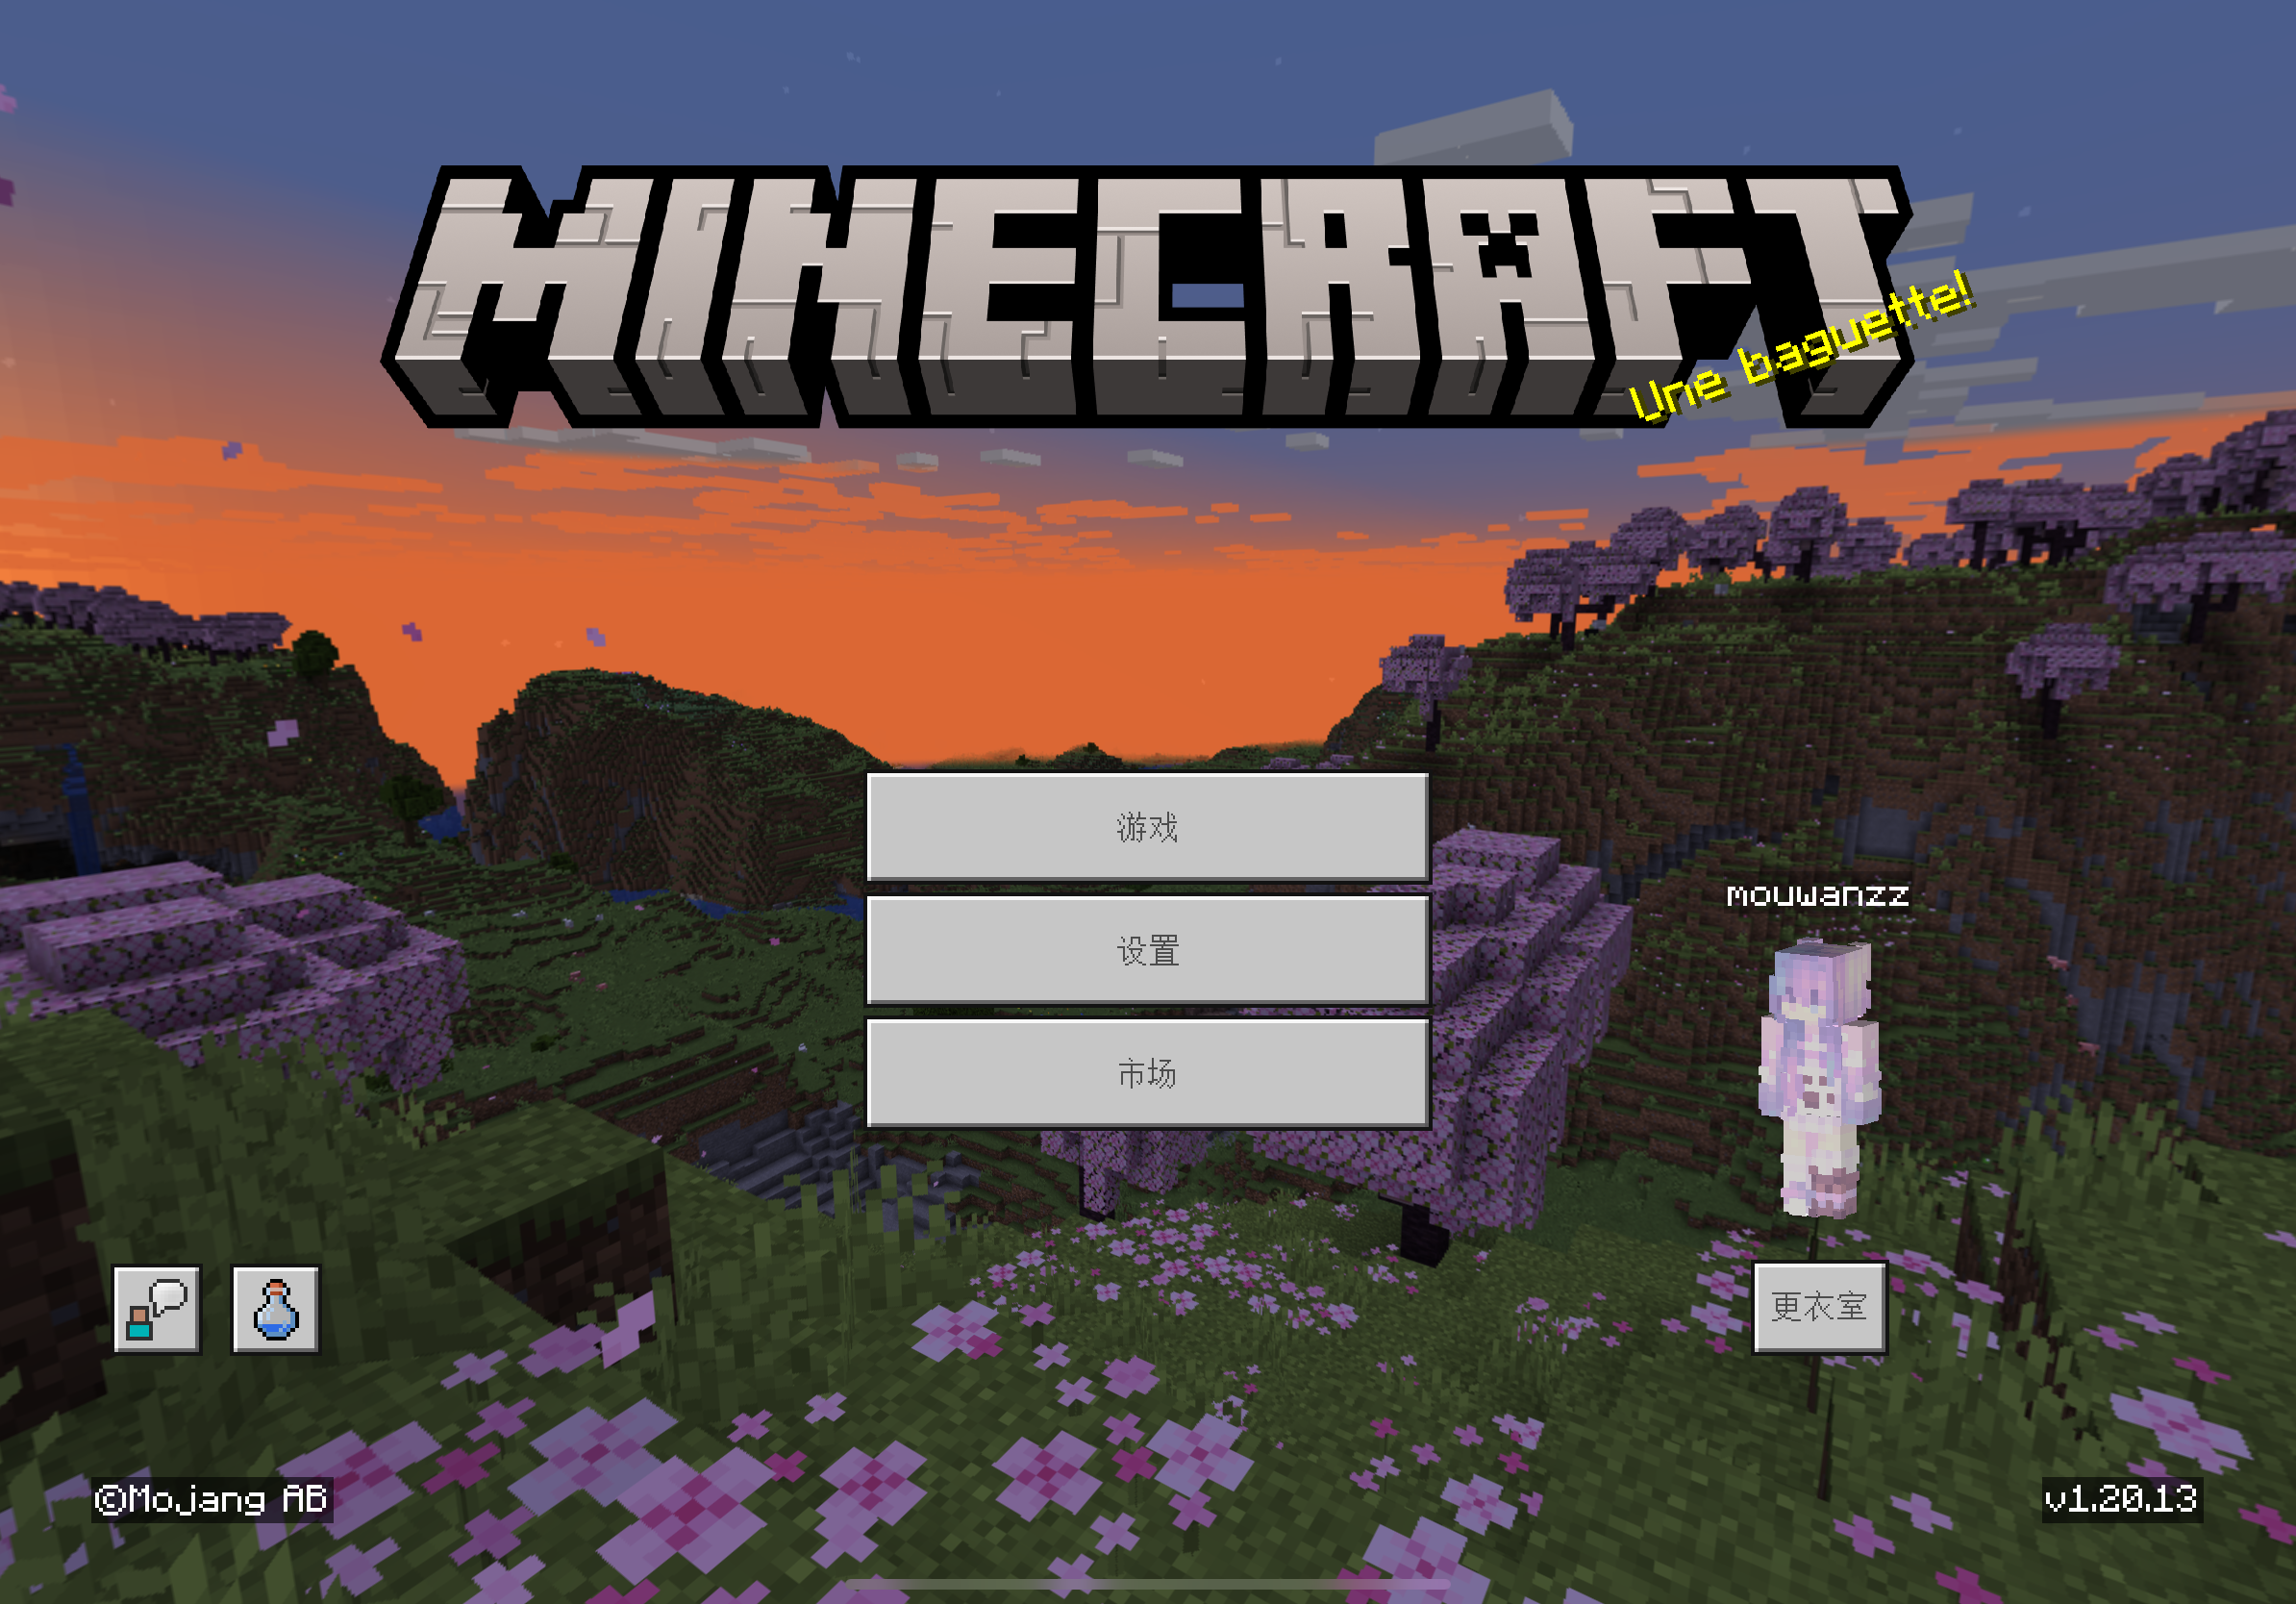 MINECRAFT
Une baguette!
游戏
设置
市场
mouwanzz
更衣室
©Mojang AB
v1.20.13